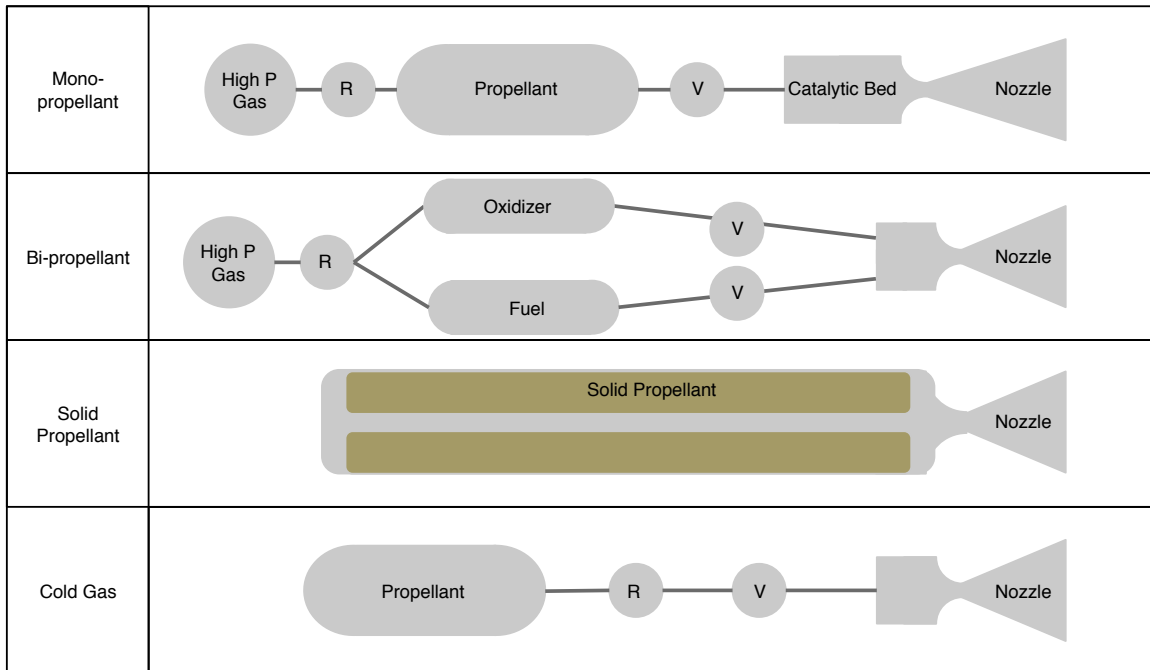 Mono-
propellant
High P
Gas
R
Propellant
V
Catalytic Bed
Nozzle
Bi-propellant
High P
Gas
R
Oxidizer
Fuel
V
V
Nozzle
Solid
Propellant
Solid Propellant
Nozzle
Cold Gas
Propellant
R
V
Nozzle